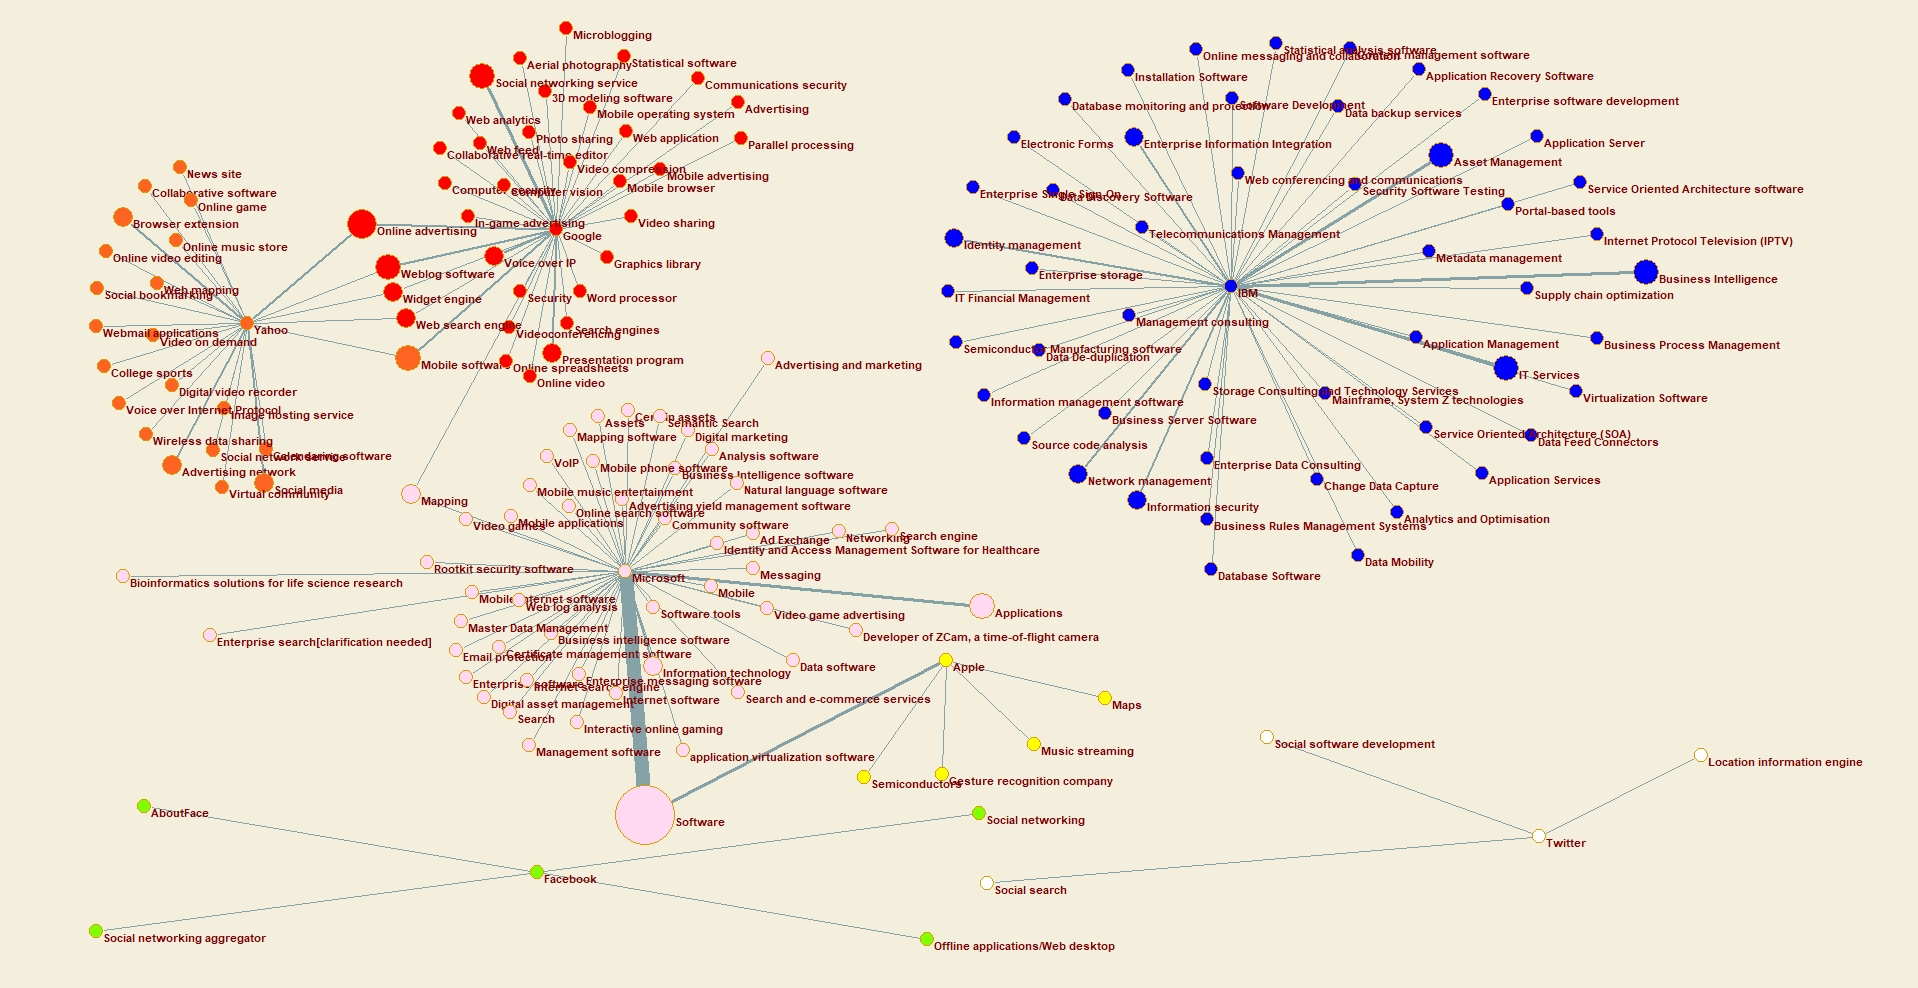 Microblogging
Aerial photography
Statistical software
Social networking service
Communications security
3D modeling software
Mobile operating system
Advertising
Web analytics
Photo sharing
Web application
Parallel processing
Web feed
Collaborative real-time editor
Video compression
Mobile advertising
Computer security
Computer vision
Mobile browser
In-game advertising
Video sharing
Online advertising
Google
Voice over IP
Graphics library
Weblog software
Widget engine
Security
Word processor
Web search engine
Videoconferencing
Search engines
Presentation program
Mobile software
Online spreadsheets
Online video
News site
Collaborative software
Online game
Browser extension
Online music store
Online video editing
Web mapping
Social bookmarking
Yahoo
Webmail applications
Video on demand
College sports
Digital video recorder
Voice over Internet Protocol
Image hosting service
Wireless data sharing
Social network service
Calendaring software
Advertising network
Virtual community
Social media
Statistical analysis software
Online messaging and collaboration
Content management software
Installation Software
Application Recovery Software
Database monitoring and protection
Software Development
Data backup services
Enterprise software development
Electronic Forms
Enterprise Information Integration
Application Server
Asset Management
Web conferencing and communications
Security Software Testing
Service Oriented Architecture software
Enterprise Single Sign-On
Data Discovery Software
Portal-based tools
Telecommunications Management
Internet Protocol Television (IPTV)
Identity management
Metadata management
Enterprise storage
Business Intelligence
IT Financial Management
IBM
Supply chain optimization
Management consulting
Semiconductor Manufacturing software
Data De-duplication
Application Management
Business Process Management
IT Services
Storage Consulting and Technology Services
Mainframe, System Z technologies
Virtualization Software
Information management software
Business Server Software
Source code analysis
Service Oriented Architecture (SOA)
Data Feed Connectors
Enterprise Data Consulting
Network management
Change Data Capture
Application Services
Information security
Business Rules Management Systems
Analytics and Optimisation
Data Mobility
Database Software
Advertising and marketing
Certain assets
Assets
Semantic Search
Mapping software
Digital marketing
Analysis software
VoIP
Mobile phone software
Business Intelligence software
Mobile music entertainment
Natural language software
Mapping
Advertising yield management software
Online search software
Video games
Mobile applications
Community software
Ad Exchange
Networking
Search engine
Identity and Access Management Software for Healthcare
Rootkit security software
Microsoft
Messaging
Bioinformatics solutions for life science research
Mobile
Mobile Internet software
Web log analysis
Software tools
Video game advertising
Applications
Master Data Management
Business intelligence software
Developer of ZCam, a time-of-flight camera
Enterprise search[clarification needed]
Certificate management software
Email protection
Information technology
Data software
Enterprise software
Internet search engine
Enterprise messaging software
Digital asset management
Internet software
Search and e-commerce services
Search
Interactive online gaming
Management software
application virtualization software
Software
Apple
Maps
Music streaming
Semiconductors
Gesture recognition company
Social software development
Location information engine
Twitter
Social search
AboutFace
Social networking
Facebook
Social networking aggregator
Offline applications/Web desktop